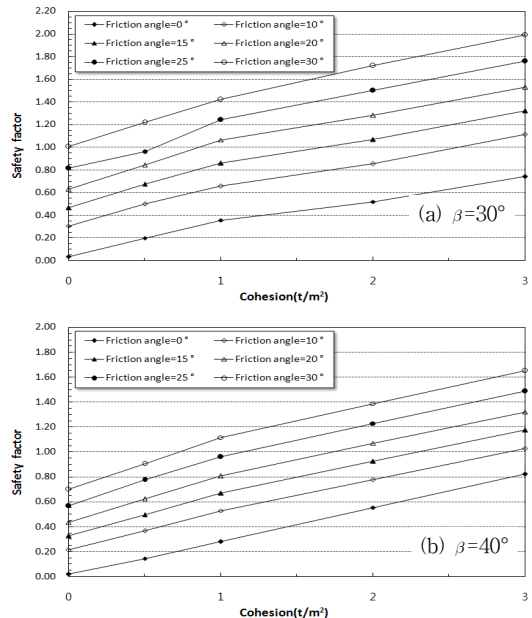 2.20
2.00
1.80
1.60
1.40
1.20
1.00
0.80
0.60
0.40
0.20
0.00
Safety factor
Friction angle=0 ° Friction angle=10 °
Friction angle=15 ° Friction angle=20 °
Friction angle=25 ° Friction angle=30 °
(a) β=30°
0 1 2 3
Cohesion(t/m²)
2.00
1.80
1.60
1.40
1.20
1.00
0.80
0.60
0.40
0.20
0.00
Safety factor
Friction angle=0 ° Friction angle=10 °
Friction angle=15 ° Friction angle=20 °
Friction angle=25 ° Friction angle=30 °
(b) β=40°
0 1 2 3
Cohesion(t/m²)